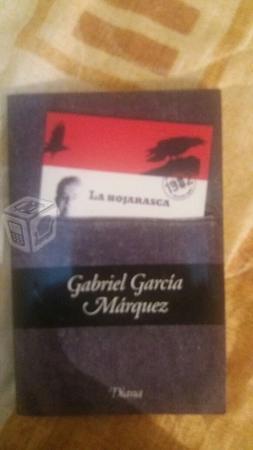 1982
LA HOJARASCA
Gabriel García
Márquez
Diana